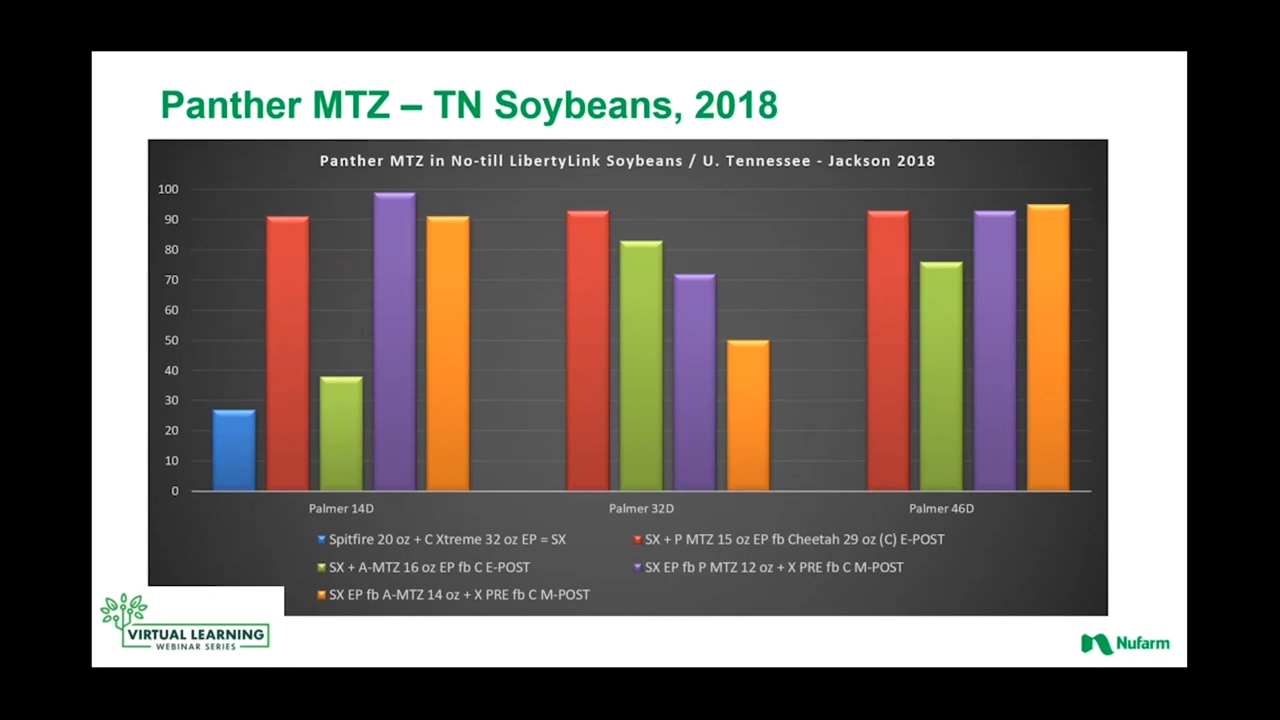 Panther MTZ – TN Soybeans, 2018
Panther MTZ in No-till LibertyLink Soybeans / U. Tennessee - Jackson 2018
100
90
80
70
60
50
40
30
20
10
0
Palmer 14D Palmer 32D Palmer 46D
Spitfire 20 oz + C Xtreme 32 oz EP = SX
SX + P MTZ 15 oz EP fb Cheetah 29 oz (C) E-POST
SX + A-MTZ 16 oz EP fb C E-POST
SX EP fb P MTZ 12 oz + X PRE fb C M-POST
SX EP fb A-MTZ 14 oz + X PRE fb C M-POST
VIRTUAL LEARNING
WEBINAR SERIES
Nufarm